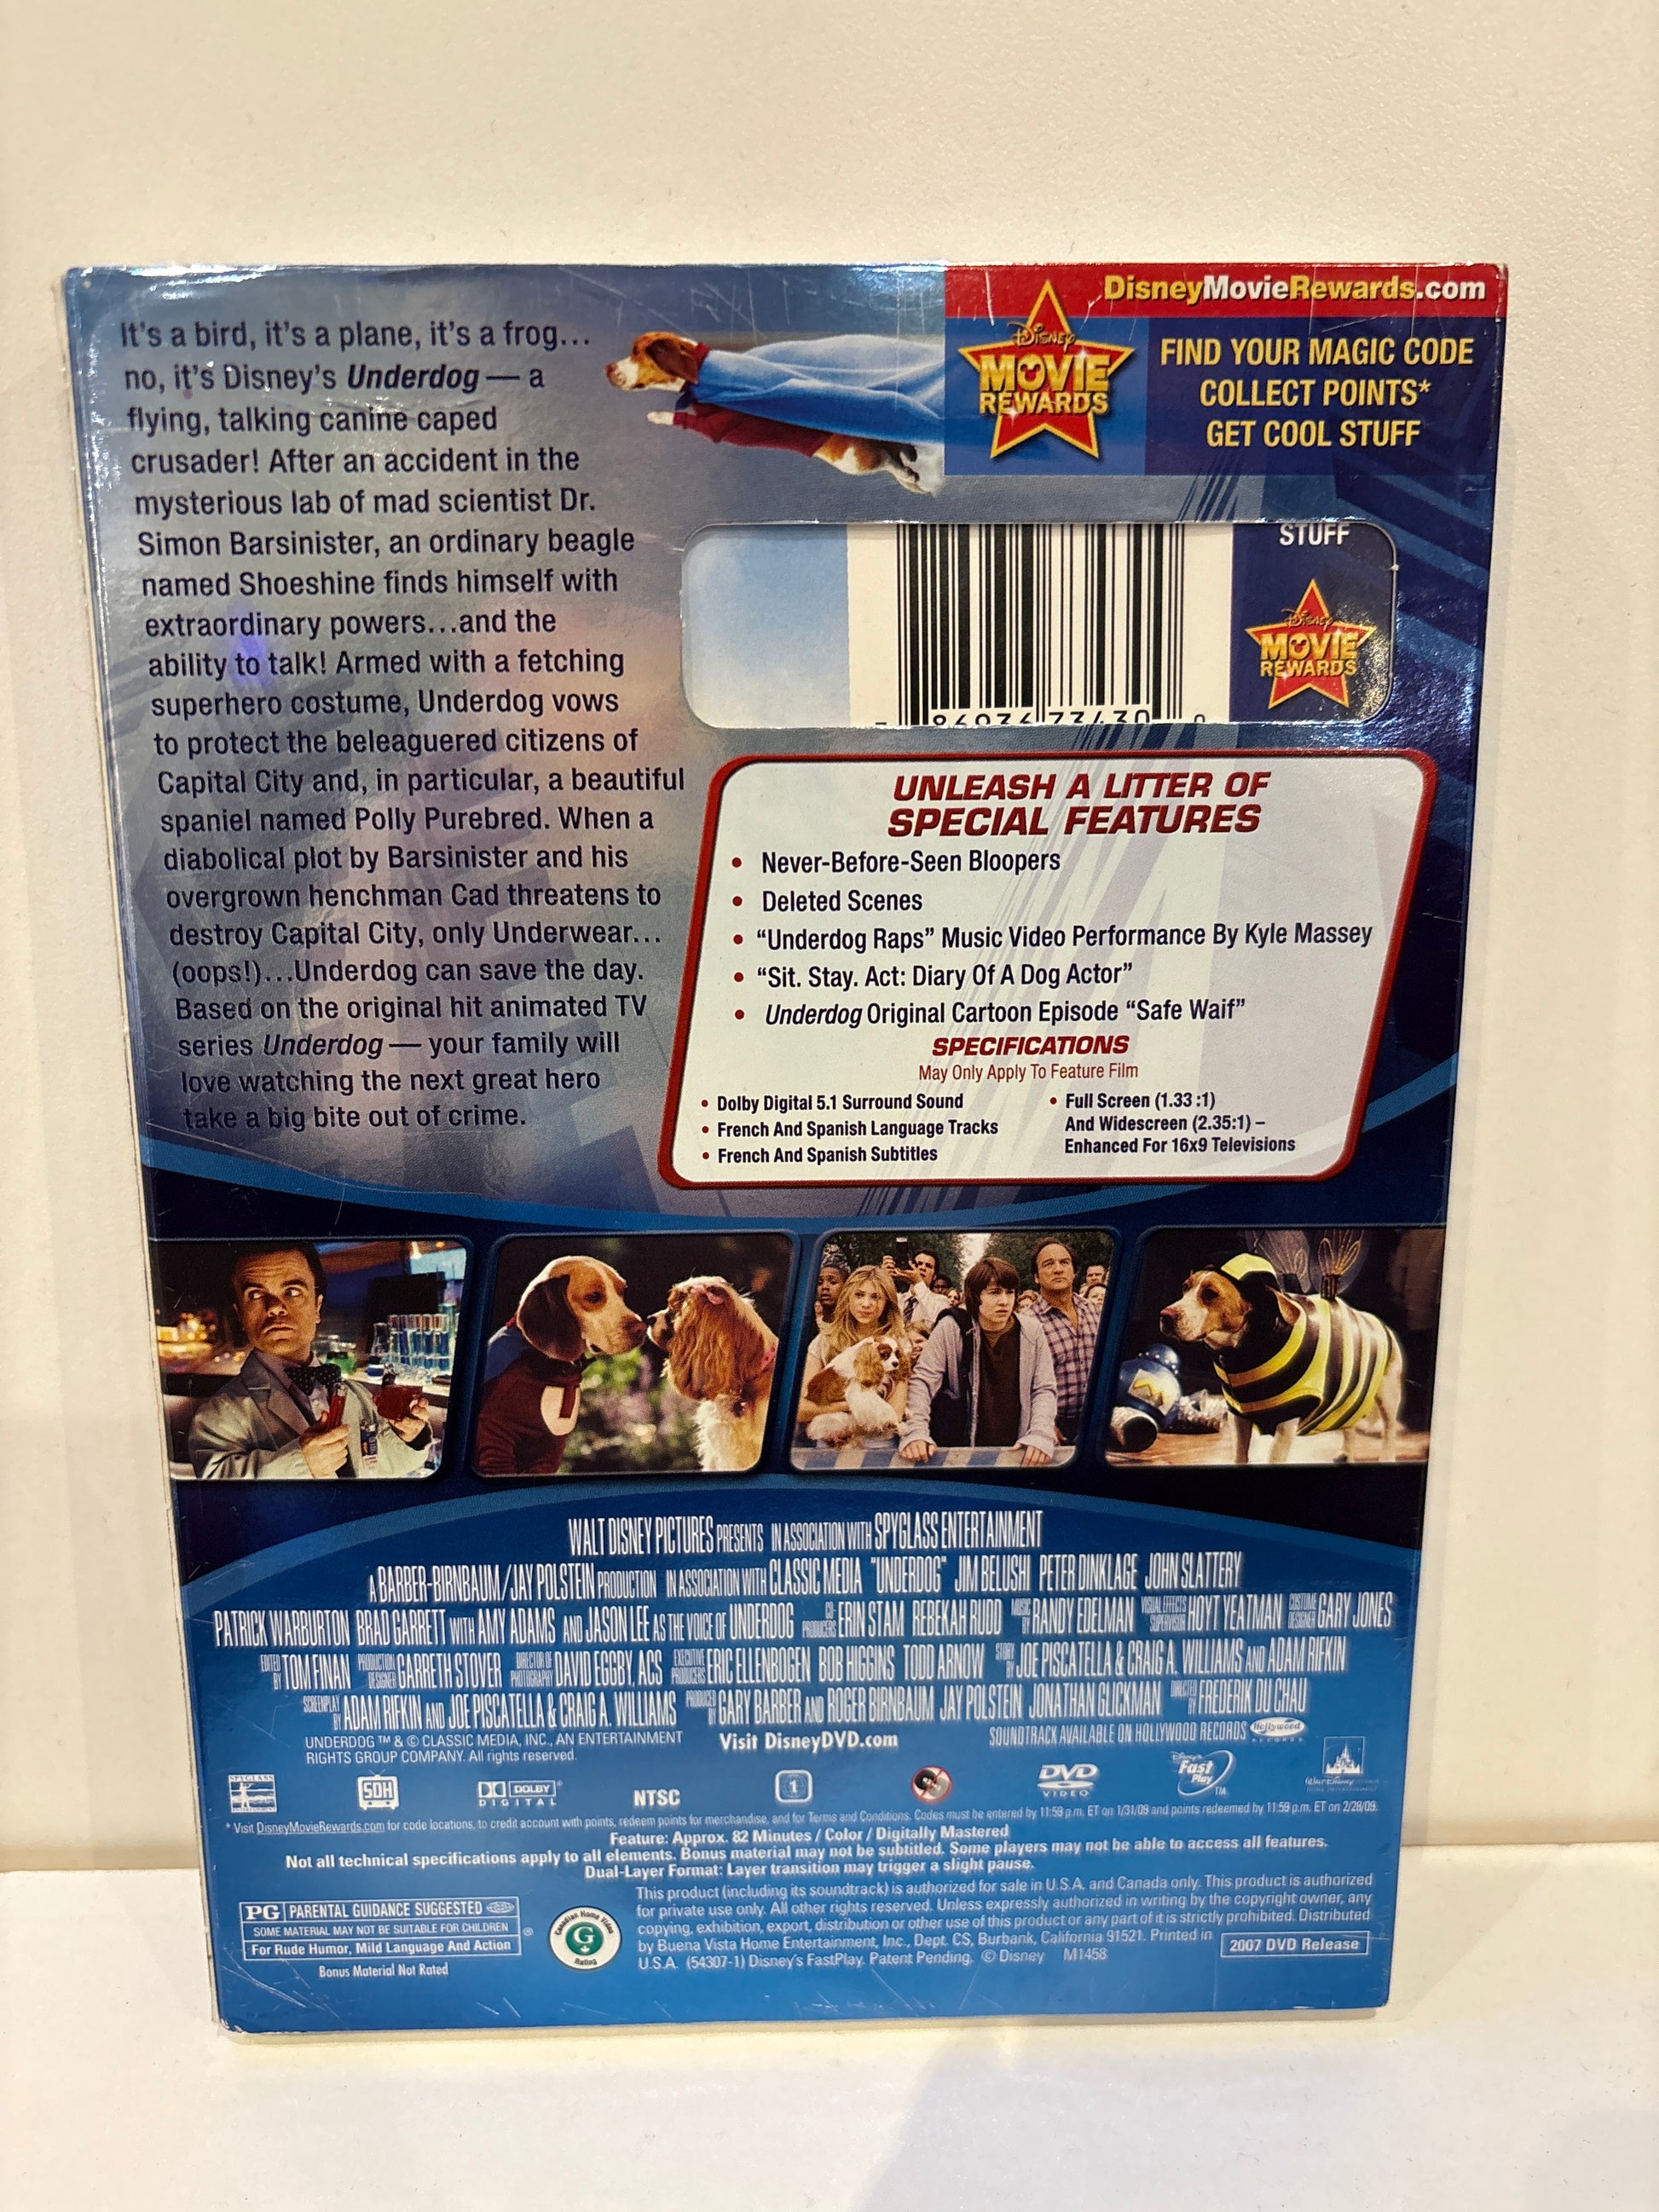 It's a bird, it's a plane, it's a frog...
no, it's Disney's Underdog — a
flying, talking canine caped
crusader! After an accident in the
mysterious lab of mad scientist Dr.
Simon Barsinister, an ordinary beagle
named Shoeshine finds himself with
extraordinary powers...and the
ability to talk! Armed with a fetching
superhero costume, Underdog vows
to protect the beleaguered citizens of
Capital City and, in particular, a beautiful
spaniel named Polly Purebred. When a
diabolical plot by Barsinister and his
overgrown henchman Cad threatens to
destroy Capital City, only Underwear...
(oops!)...Underdog can save the day.
Based on the original hit animated TV
series Underdog — your family will
love watching the next great hero
take a big bite out of crime.
DisneyMovieRewards.com
Disney
MOVIE
REWARDS
FIND YOUR MAGIC CODE
COLLECT POINTS*
GET COOL STUFF
STUFF
Disney
MOVIE
REWARDS
86936 73430
UNLEASH A LITTER OF
SPECIAL FEATURES
• Never-Before-Seen Bloopers
• Deleted Scenes
• “Underdog Raps” Music Video Performance By Kyle Massey
• “Sit. Stay. Act: Diary Of A Dog Actor”
• Underdog Original Cartoon Episode “Safe Waif”
SPECIFICATIONS
May Only Apply To Feature Film
• Dolby Digital 5.1 Surround Sound
• French And Spanish Language Tracks
• French And Spanish Subtitles
• Full Screen (1.33:1)
And Widescreen (2.35:1) –
Enhanced For 16x9 Televisions
U
WALT DISNEY PICTURES PRESENTS IN ASSOCIATION WITH SPYGLASS ENTERTAINMENT
A BARBER-BIRNBAUM/JAY POLSTEIN PRODUCTION IN ASSOCIATION WITH CLASSIC MEDIA "UNDERDOG" JIM BELUSHI PETER DINKLAGE JOHN SLATTERY
PATRICK WARBURTON BRAD GARRETT WITH AMY ADAMS AND JASON LEE AS THE VOICE OF UNDERDOG CO-PRODUCERS ERIN STAM REBEKAH RUDD MUSIC BY RANDY EDELMAN VISUAL EFFECTS SUPERVISOR HOYT YEATMAN COSTUME DESIGNER GARY JONES
EDITED BY TOM FINAN PRODUCTION DESIGNER GARRETH STOVER DIRECTOR OF PHOTOGRAPHY DAVID EGGBY, ACS EXECUTIVE PRODUCERS ERIC ELLENBOGEN BOB HIGGINS TODD ARNOW STORY BY JOE PISCATELLA & CRAIG A. WILLIAMS AND ADAM RIFKIN
SCREENPLAY BY ADAM RIFKIN AND JOE PISCATELLA & CRAIG A. WILLIAMS PRODUCED BY GARY BARBER AND ROGER BIRNBAUM JAY POLSTEIN JONATHAN GLICKMAN DIRECTED BY FREDERIK DU CHAU
UNDERDOG ™ & © CLASSIC MEDIA, INC., AN ENTERTAINMENT
RIGHTS GROUP COMPANY. All rights reserved.
Visit DisneyDVD.com
SOUNDTRACK AVAILABLE ON HOLLYWOOD RECORDS
Hollywood
RECORDS
SPYGLASS
SDH
DOLBY
DIGITAL
NTSC
1
DVD
VIDEO
Disney's
Fast
Play
TM
Walt Disney
* Visit DisneyMovieRewards.com for code locations, to credit account with points, redeem points for merchandise, and for Terms and Conditions. Codes must be entered by 11:59 p.m. ET on 1/31/09 and points redeemed by 11:59 p.m. ET on 2/28/09.
Feature: Approx. 82 Minutes / Color / Digitally Mastered
Not all technical specifications apply to all elements. Bonus material may not be subtitled. Some players may not be able to access all features.
Dual-Layer Format: Layer transition may trigger a slight pause.
PG PARENTAL GUIDANCE SUGGESTED
SOME MATERIAL MAY NOT BE SUITABLE FOR CHILDREN ®
For Rude Humor, Mild Language And Action
Bonus Material Not Rated
Canadian Home Video
G
Rating
This product (including its soundtrack) is authorized for sale in U.S.A. and Canada only. This product is authorized
for private use only. All other rights reserved. Unless expressly authorized in writing by the copyright owner, any
copying, exhibition, export, distribution or other use of this product or any part of it is strictly prohibited. Distributed
by Buena Vista Home Entertainment, Inc., Dept. CS, Burbank, California 91521. Printed in
U.S.A. (54307-1) Disney's FastPlay. Patent Pending. © Disney M1458
2007 DVD Release